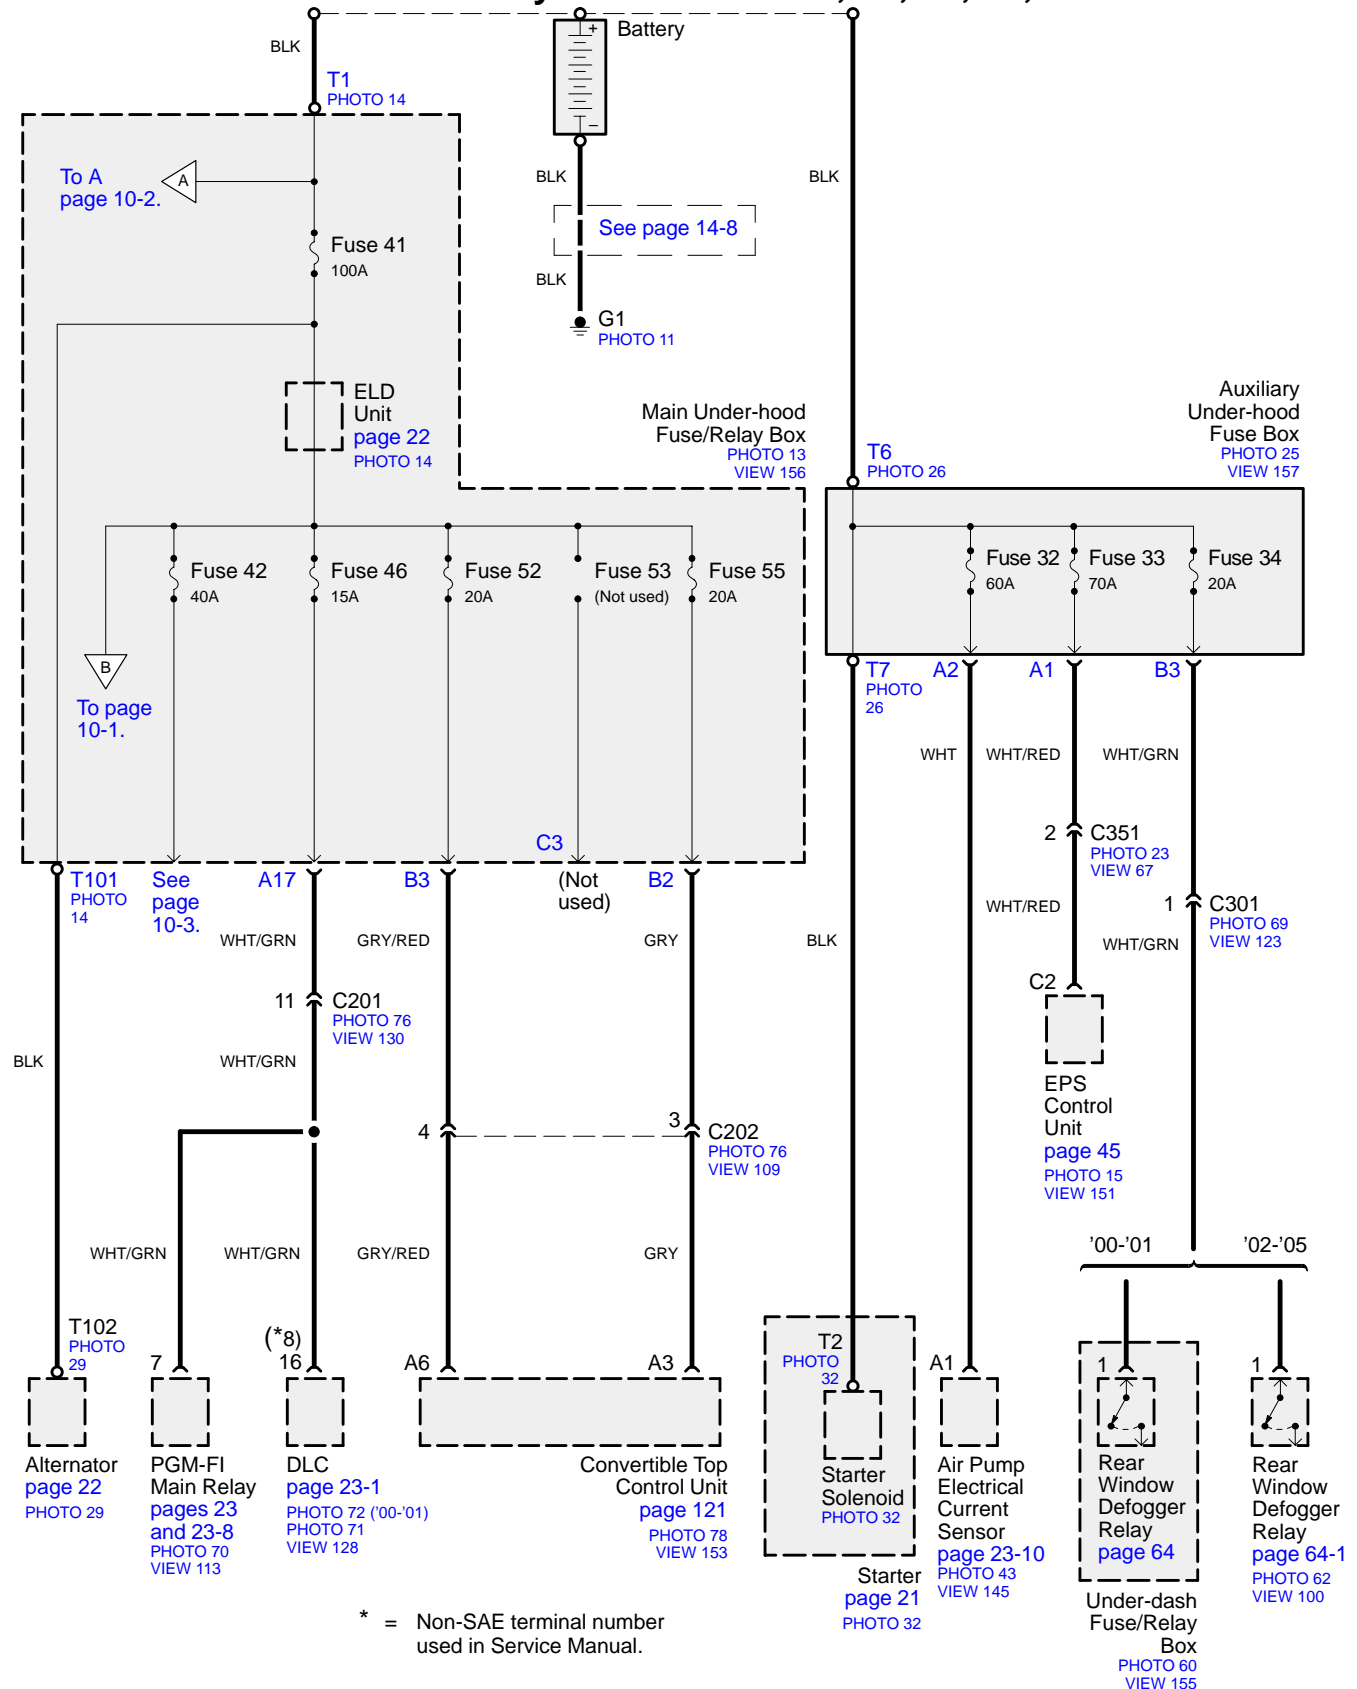 Battery
+
–
BLK
T1
PHOTO 14
To A
page 10-2.
A
BLK
BLK
See page 14-8
Fuse 41
100A
BLK
G1
PHOTO 11
ELD
Unit
page 22
PHOTO 14
Main Under-hood
Fuse/Relay Box
PHOTO 13
VIEW 156
T6
PHOTO 26
Auxiliary
Under-hood
Fuse Box
PHOTO 25
VIEW 157
Fuse 42
40A
Fuse 46
15A
Fuse 52
20A
Fuse 53
(Not used)
Fuse 55
20A
Fuse 32
60A
Fuse 33
70A
Fuse 34
20A
B
To page
10-1.
T7
PHOTO
26
A2
A1
B3
WHT
WHT/RED
WHT/GRN
2
C351
PHOTO 23
VIEW 67
C3
T101
PHOTO
14
See
page
10-3.
A17
B3
(Not
used)
B2
WHT/RED
1
C301
PHOTO 69
VIEW 123
WHT/GRN
GRY/RED
GRY
BLK
WHT/GRN
C2
11
C201
PHOTO 76
VIEW 130
BLK
WHT/GRN
EPS
Control
Unit
page 45
PHOTO 15
VIEW 151
4
3
C202
PHOTO 76
VIEW 109
WHT/GRN
WHT/GRN
GRY/RED
GRY
’00-’01
’02-’05
T102
PHOTO
29
7
(*8)
16
A6
A3
T2
PHOTO
32
A1
1
1
Alternator
page 22
PHOTO 29
PGM-FI
Main Relay
pages 23
and 23-8
PHOTO 70
VIEW 113
DLC
page 23-1
PHOTO 72 (’00-’01)
PHOTO 71
VIEW 128
Convertible Top
Control Unit
page 121
PHOTO 78
VIEW 153
Starter
Solenoid
PHOTO 32
Starter
page 21
PHOTO 32
Air Pump
Electrical
Current
Sensor
page 23-10
PHOTO 43
VIEW 145
Rear
Window
Defogger
Relay
page 64
Under-dash
Fuse/Relay
Box
PHOTO 60
VIEW 155
Rear
Window
Defogger
Relay
page 64-1
PHOTO 62
VIEW 100
* = Non-SAE terminal number
used in Service Manual.